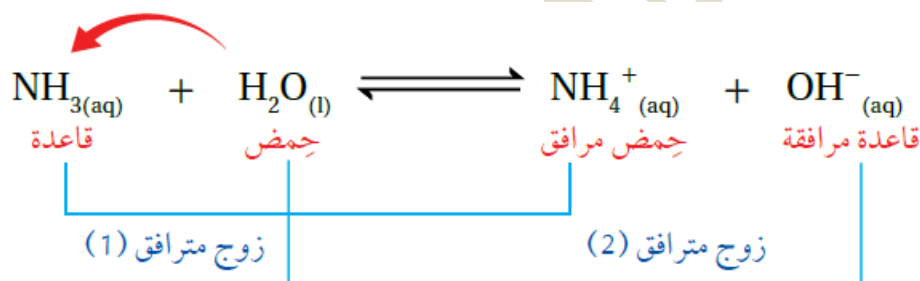 NH₃(aq) + H₂O(l) ⇌ NH₄⁺(aq) + OH⁻(aq)
قاعدة حِمض حِمض مرافق قاعدة مرافقة
زوج مترافق (1) زوج مترافق (2)